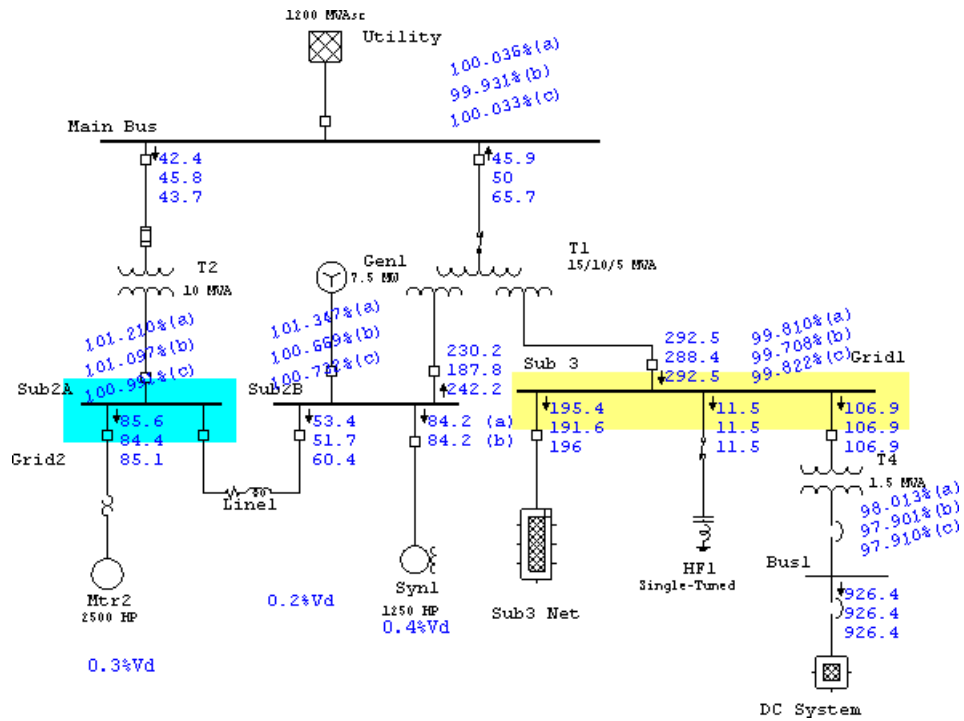 1200 MVAsc
Utility
100.036%(a)
99.931%(b)
100.033%(c)
Main Bus
42.4
45.8
43.7
45.9
50
65.7
T2
10 MVA
Gen1
7.5 MW
T1
15/10/5 MVA
101.210%(a)
101.097%(b)
100.991%(c)
101.347%(b)
100.669%(b)
100.732%(c)
230.2
187.8
242.2
292.5
288.4
292.5
99.810%(a)
99.708%(b)
99.822%(c)
Sub 3
Grid1
Sub2A
Sub2B
85.6
84.4
85.1
53.4
51.7
60.4
84.2 (a)
84.2 (b)
195.4
191.6
196
11.5
11.5
11.5
106.9
106.9
106.9
Grid2
Line1
T4
1.5 MVA
98.013%(a)
97.901%(b)
97.910%(c)
Mtr2
2500 HP
0.3%Vd
0.2%Vd
Syn1
1250 HP
0.4%Vd
Sub3 Net
HF1
Single-Tuned
Bus1
926.4
926.4
926.4
DC System